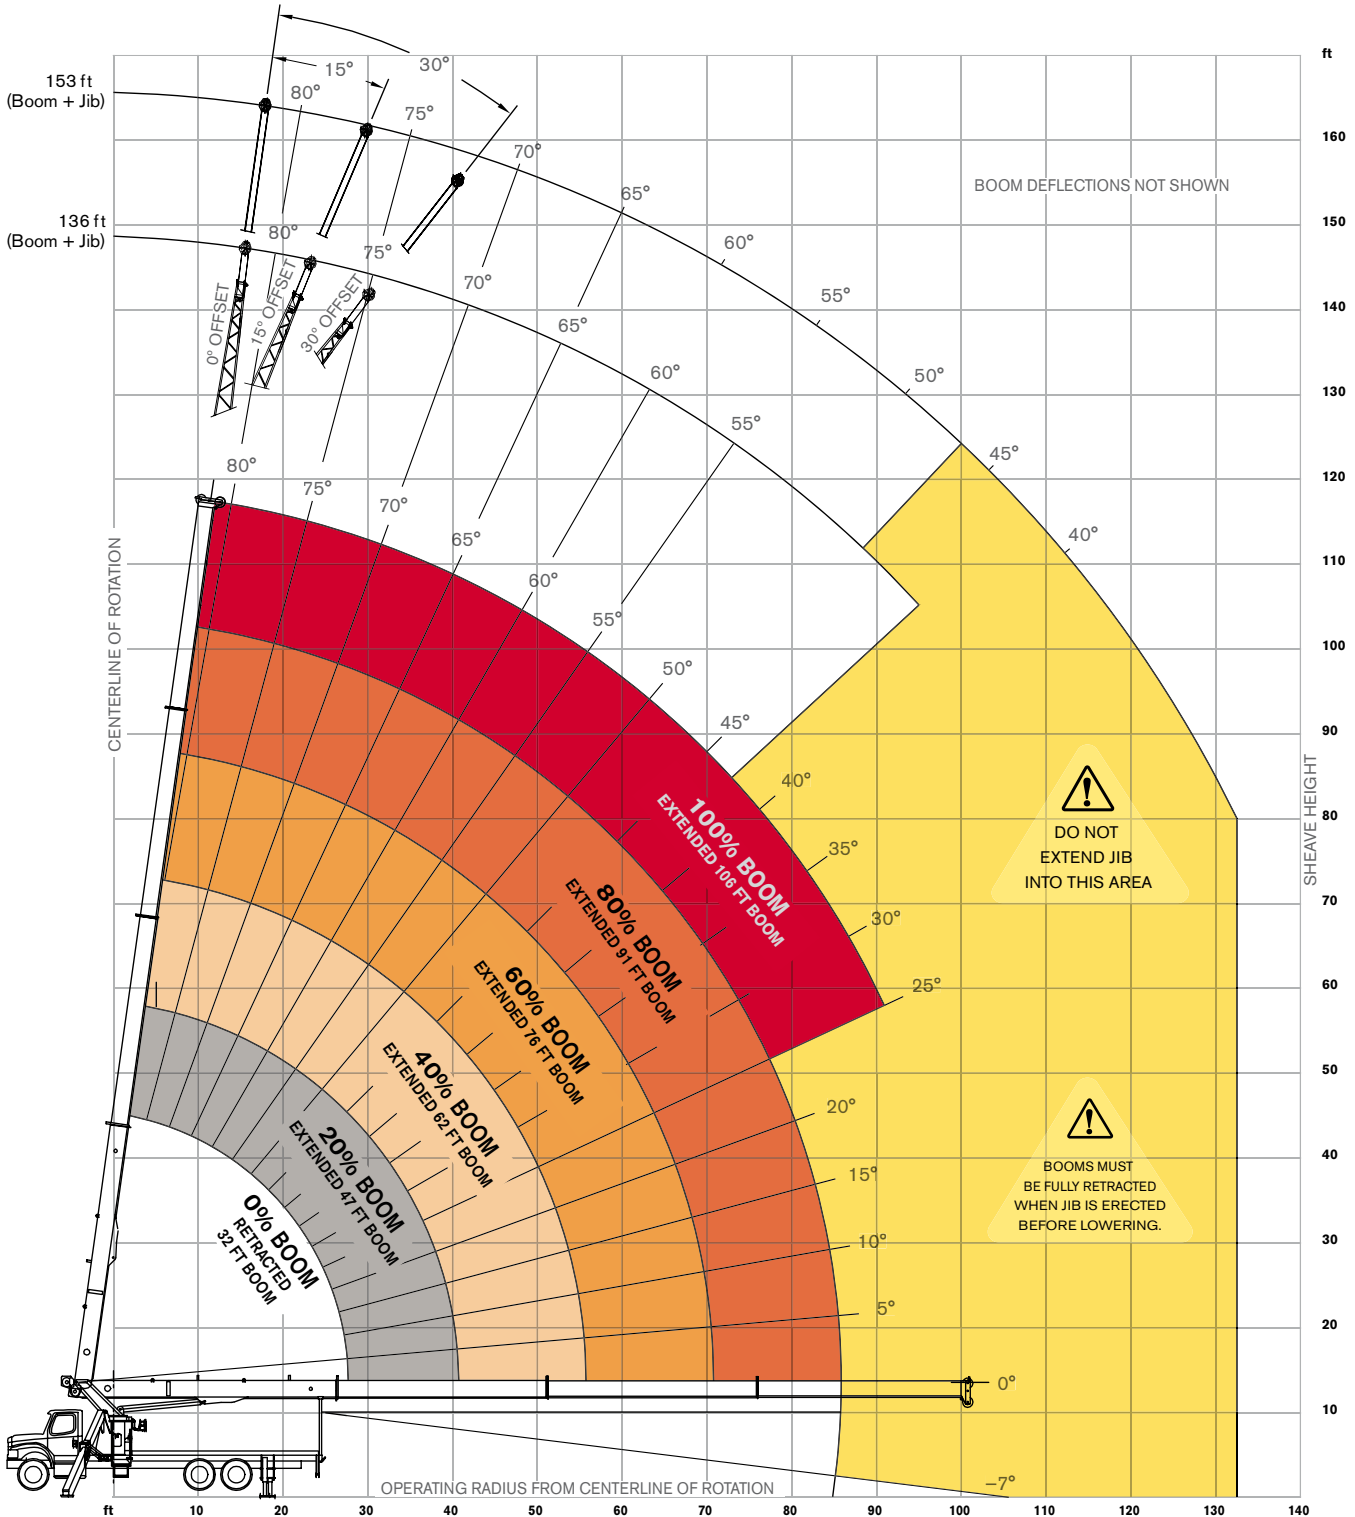 ft
153 ft
(Boom + Jib)
15°
30°
80°
75°
70°
65°
60°
55°
50°
45°
40°
160
BOOM DEFLECTIONS NOT SHOWN
150
136 ft
(Boom + Jib)
80°
75°
70°
65°
60°
55°
0° OFFSET
15° OFFSET
30° OFFSET
140
130
120
110
100
90
80
70
60
50
40
30
20
10
80°
75°
70°
65°
60°
55°
50°
45°
40°
35°
30°
25°
20°
15°
10°
5°
0°
–7°
CENTERLINE OF ROTATION
SHEAVE HEIGHT
100% BOOM
EXTENDED 106 FT BOOM
80% BOOM
EXTENDED 91 FT BOOM
60% BOOM
EXTENDED 76 FT BOOM
40% BOOM
EXTENDED 62 FT BOOM
20% BOOM
EXTENDED 47 FT BOOM
0% BOOM
RETRACTED
32 FT BOOM
DO NOT
EXTEND JIB
INTO THIS AREA
BOOMS MUST
BE FULLY RETRACTED
WHEN JIB IS ERECTED
BEFORE LOWERING.
OPERATING RADIUS FROM CENTERLINE OF ROTATION
ft 10 20 30 40 50 60 70 80 90 100 110 120 130 140